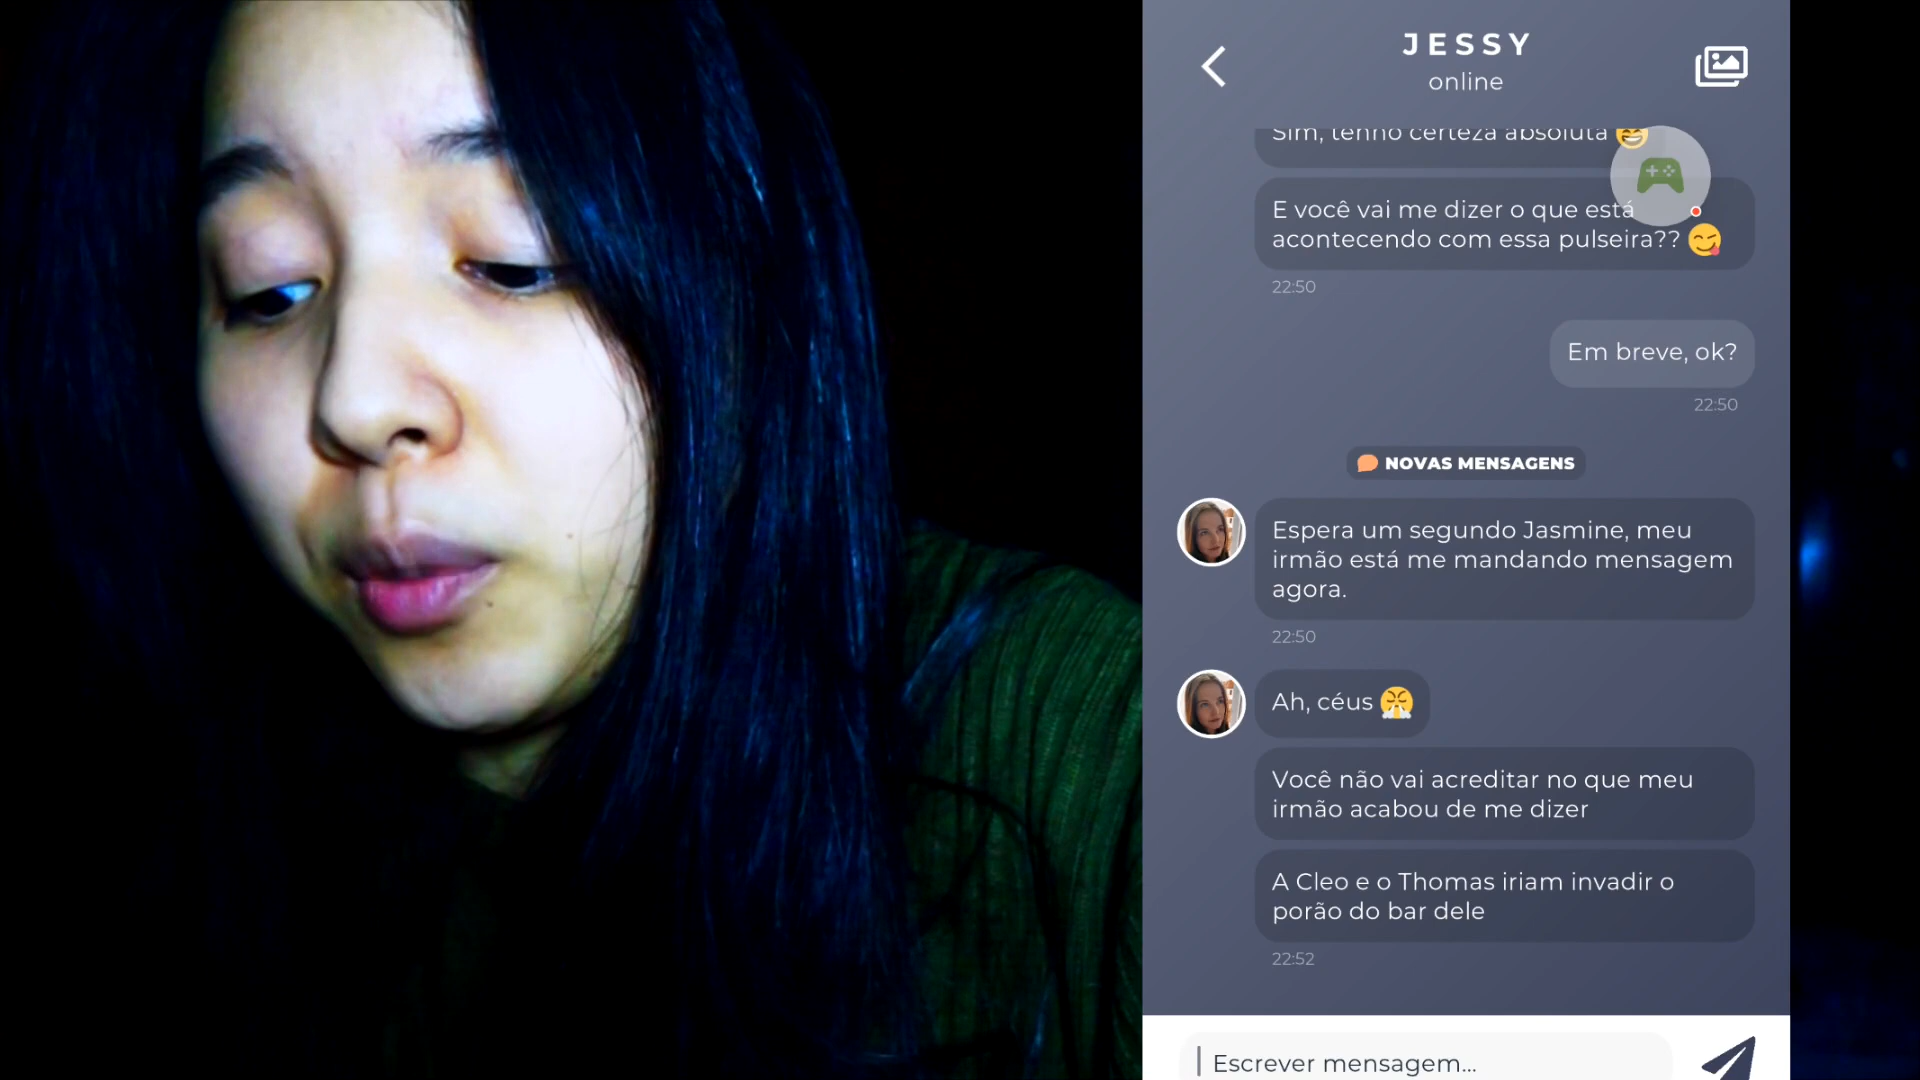 JESSY
online
Sim, tenho certeza absoluta
E você vai me dizer o que está
acontecendo com essa pulseira??
22:50
Em breve, ok?
22:50
NOVAS MENSAGENS
Espera um segundo Jasmine, meu
irmão está me mandando mensagem
agora.
22:50
Ah, céus
Você não vai acreditar no que meu
irmão acabou de me dizer
A Cleo e o Thomas iriam invadir o
porão do bar dele
22:52
Escrever mensagem...